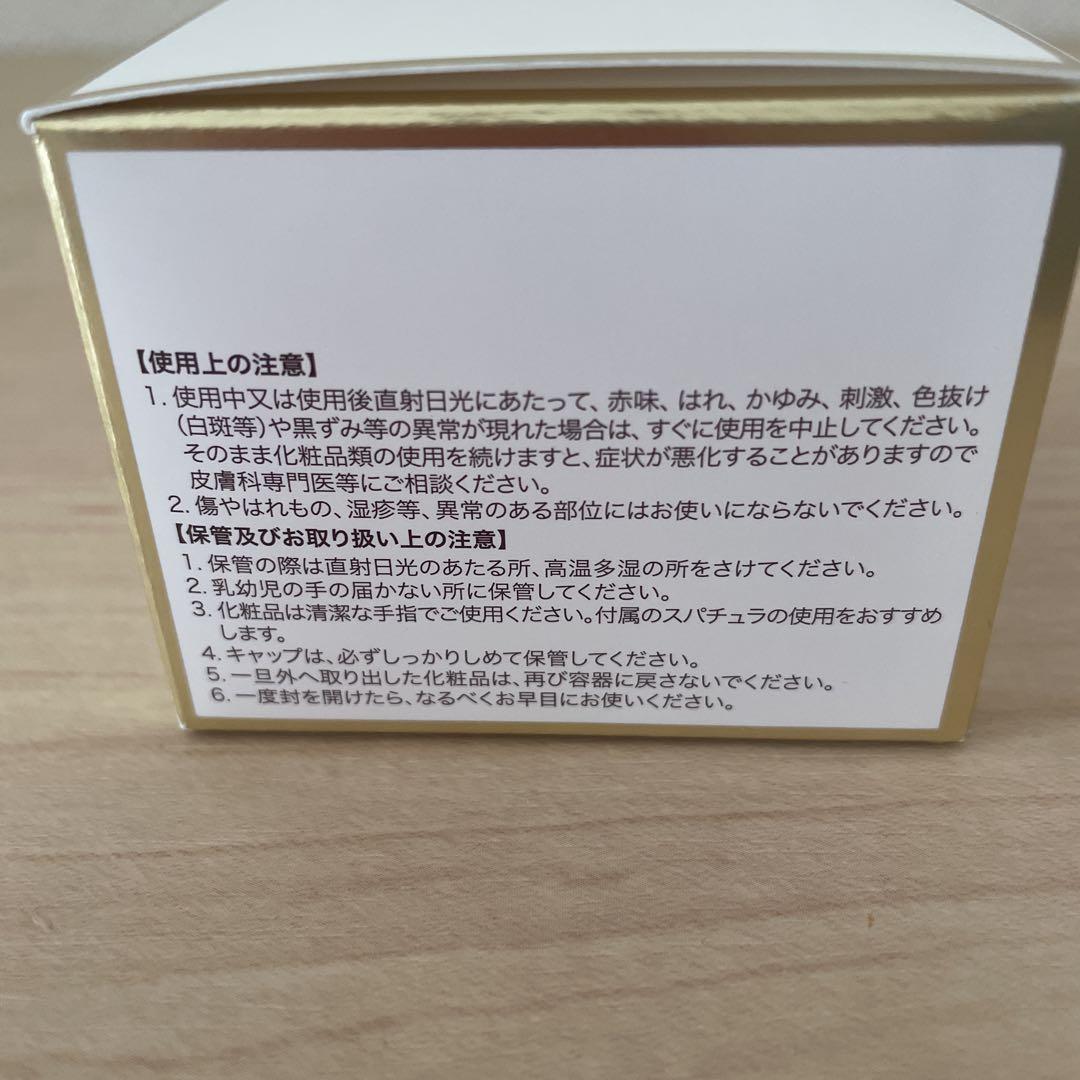 【使用上の注意】
1. 使用中又は使用後直射日光にあたって、赤味、はれ、かゆみ、刺激、色抜け
(白斑等)や黒ずみ等の異常が現れた場合は、すぐに使用を中止してください。
そのまま化粧品類の使用を続けますと、症状が悪化することがありますので
皮膚科専門医等にご相談ください。
2. 傷やはれもの、湿疹等、異常のある部位にはお使いにならないでください。
【保管及びお取り扱い上の注意】
1. 保管の際は直射日光のあたる所、高温多湿の所をさけてください。
2. 乳幼児の手の届かない所に保管してください。
3. 化粧品は清潔な手指でご使用ください。付属のスパチュラの使用をおすすめ
します。
4. キャップは、必ずしっかりしめて保管してください。
5. 一旦外へ取り出した化粧品は、再び容器に戻さないでください。
6. 一度封を開けたら、なるべくお早目にお使いください。